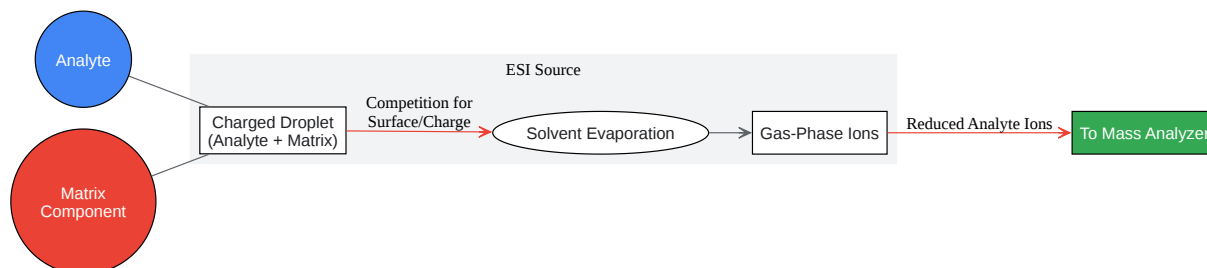 Analyte
Matrix
Component
ESI Source
Charged Droplet
(Analyte + Matrix)
Competition for
Surface/Charge
Solvent Evaporation
Gas-Phase Ions
Reduced Analyte Ions
To Mass Analyzer